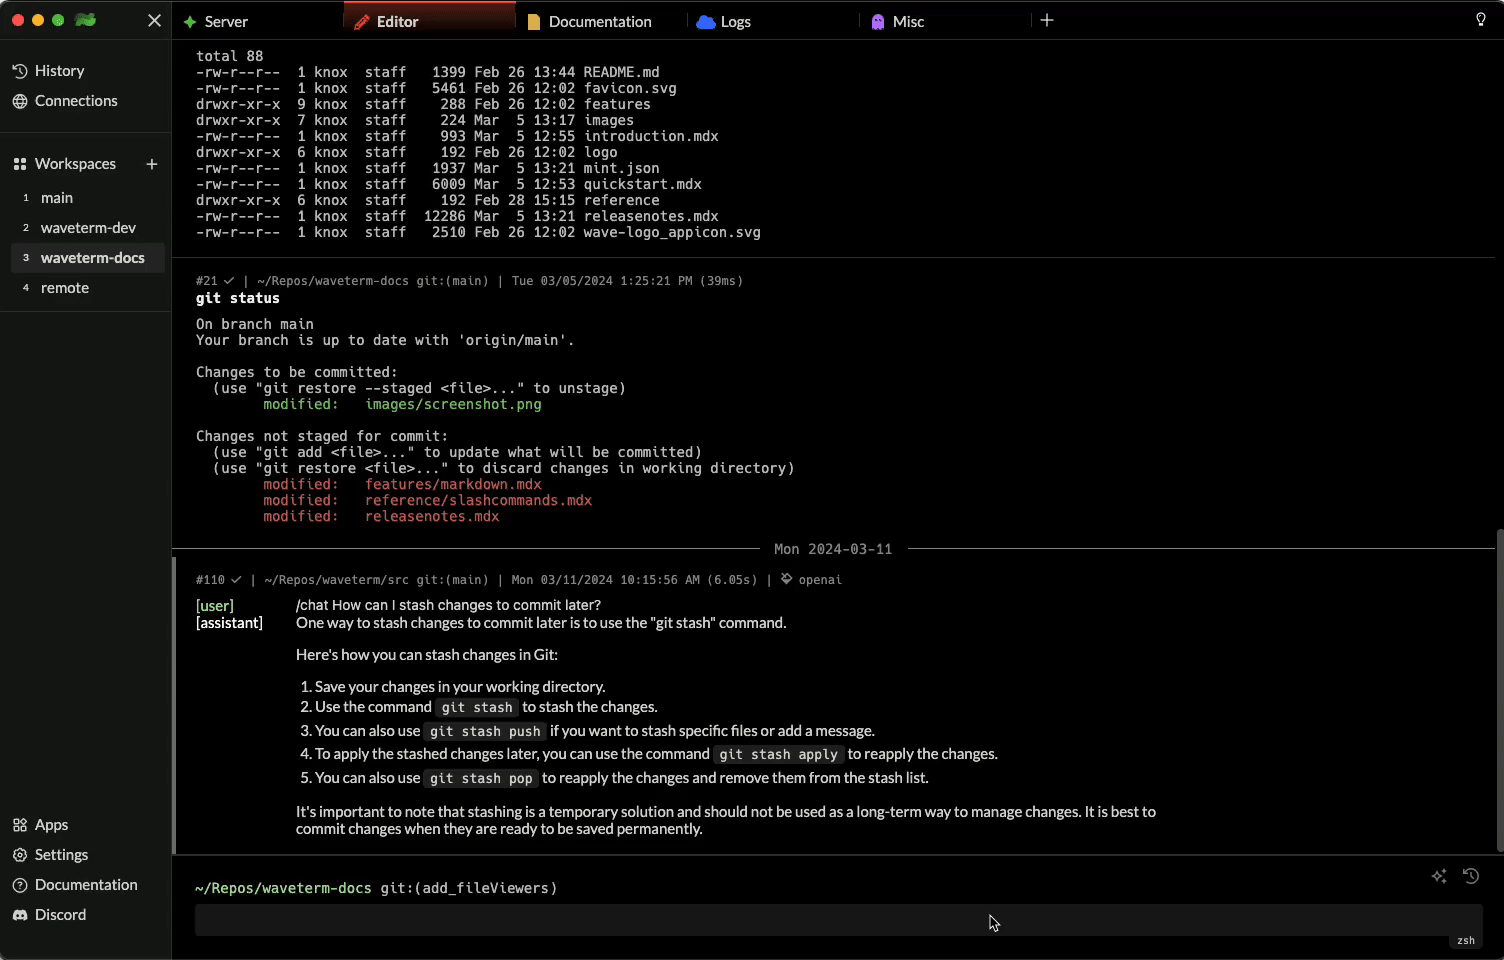 Server
Editor
Documentation
Logs
Misc
History
Connections
Workspaces
1 main
2 waveterm-dev
3 waveterm-docs
4 remote
Apps
Settings
Documentation
Discord
total 88
-rw-r--r--  1 knox  staff   1399 Feb 26 13:44 README.md
-rw-r--r--  1 knox  staff   5461 Feb 26 12:02 favicon.svg
drwxr-xr-x  9 knox  staff    288 Feb 26 12:02 features
drwxr-xr-x  7 knox  staff    224 Mar  5 13:17 images
-rw-r--r--  1 knox  staff    993 Mar  5 12:55 introduction.mdx
drwxr-xr-x  6 knox  staff    192 Feb 26 12:02 logo
-rw-r--r--  1 knox  staff   1937 Mar  5 13:21 mint.json
-rw-r--r--  1 knox  staff   6009 Mar  5 12:53 quickstart.mdx
drwxr-xr-x  6 knox  staff    192 Feb 28 15:15 reference
-rw-r--r--  1 knox  staff  12286 Mar  5 13:21 releasenotes.mdx
-rw-r--r--  1 knox  staff   2510 Feb 26 12:02 wave-logo_appicon.svg
#21 ✓ | ~/Repos/waveterm-docs git:(main) | Tue 03/05/2024 1:25:21 PM (39ms)
git status
On branch main
Your branch is up to date with 'origin/main'.
Changes to be committed:
  (use "git restore --staged <file>..." to unstage)
        modified:   images/screenshot.png
Changes not staged for commit:
  (use "git add <file>..." to update what will be committed)
  (use "git restore <file>..." to discard changes in working directory)
        modified:   features/markdown.mdx
        modified:   reference/slashcommands.mdx
        modified:   releasenotes.mdx
Mon 2024-03-11
#110 ✓ | ~/Repos/waveterm/src git:(main) | Mon 03/11/2024 10:15:56 AM (6.05s) | openai
[user] /chat How can I stash changes to commit later?
[assistant] One way to stash changes to commit later is to use the "git stash" command.
Here's how you can stash changes in Git:
1. Save your changes in your working directory.
2. Use the command git stash to stash the changes.
3. You can also use git stash push if you want to stash specific files or add a message.
4. To apply the stashed changes later, you can use the command git stash apply to reapply the changes.
5. You can also use git stash pop to reapply the changes and remove them from the stash list.
It's important to note that stashing is a temporary solution and should not be used as a long-term way to manage changes. It is best to
commit changes when they are ready to be saved permanently.
~/Repos/waveterm-docs git:(add_fileViewers)
zsh